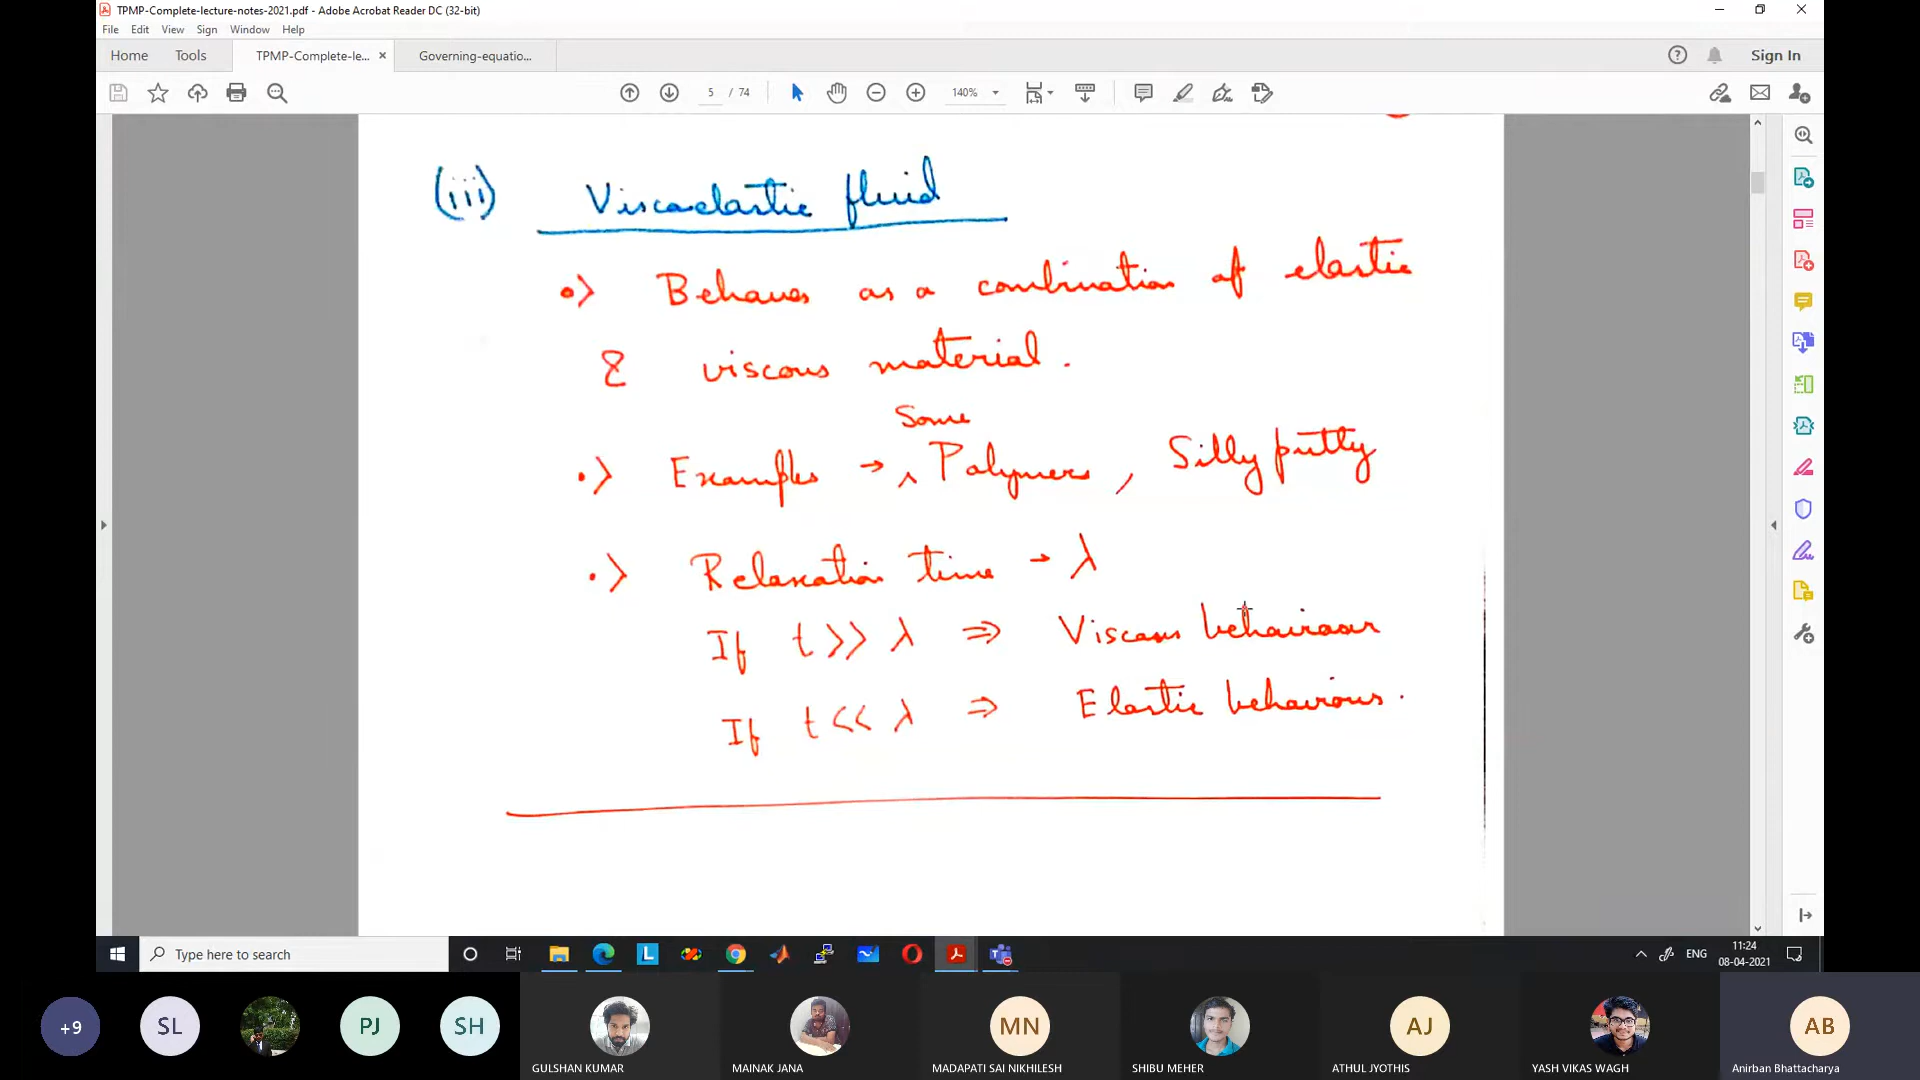 TPMP-Complete-lecture-notes-2021.pdf - Adobe Acrobat Reader DC (32-bit)
File Edit View Sign Window Help
Home Tools TPMP-Complete-le... × Governing-equatio... Sign In
5 / 74 140%
(iii) Viscoelastic fluid
•> Behaves as a combination of elastic
& viscous material.
Some
•> Examples → ^ Polymers, Silly putty
•> Relaxation time → λ
If t >> λ ⇒ Viscous behaviour
If t << λ ⇒ Elastic behaviour.
Type here to search
ENG
11:24
08-04-2021
+9 SL PJ SH MN AJ AB
GULSHAN KUMAR MAINAK JANA MADAPATI SAI NIKHILESH SHIBU MEHER ATHUL JYOTHIS YASH VIKAS WAGH Anirban Bhattacharya